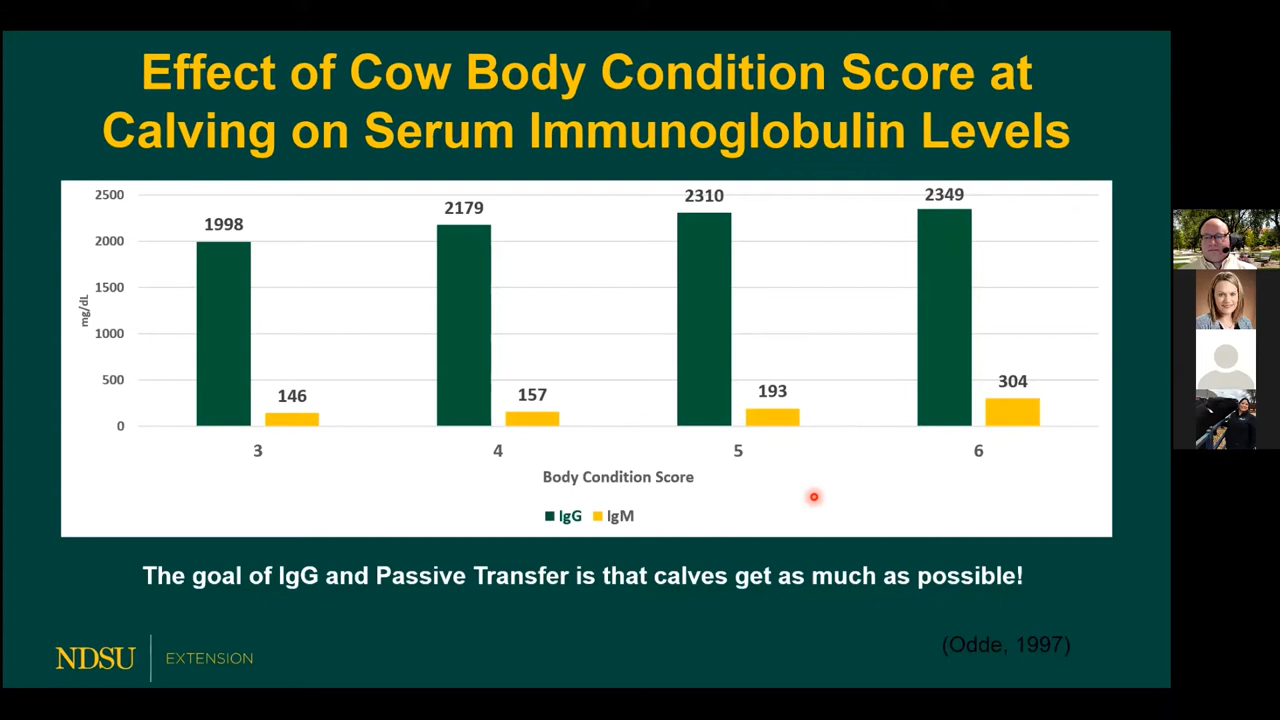 Effect of Cow Body Condition Score at
Calving on Serum Immunoglobulin Levels
2500
2000
1500
1000
500
0
mg/dL
1998
146
2179
157
2310
193
2349
304
3
4
5
6
Body Condition Score
IgG IgM
The goal of IgG and Passive Transfer is that calves get as much as possible!
(Odde, 1997)
NDSU EXTENSION